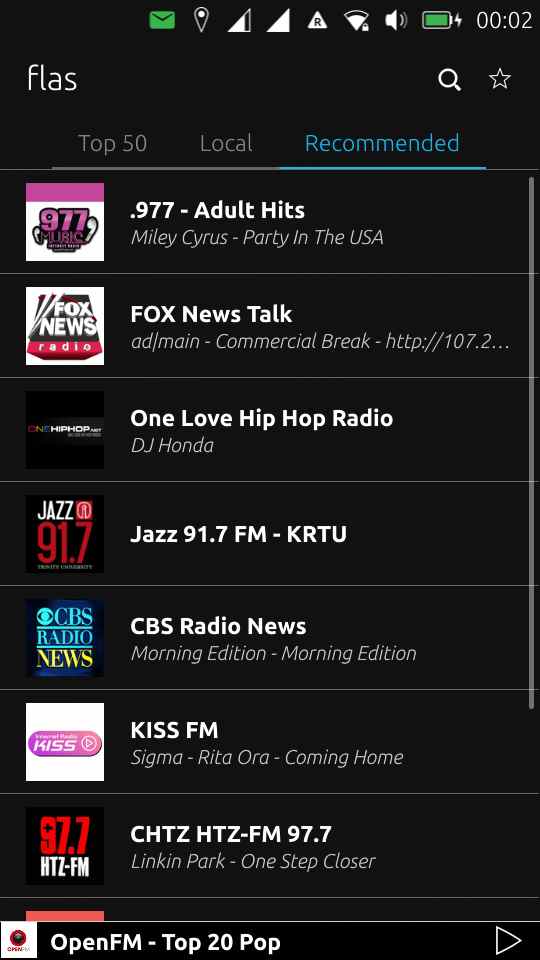 00:02
flas
Top 50 Local Recommended
977
MUSIC
.977 - Adult Hits
Miley Cyrus - Party In The USA
FOX
NEWS
radio
FOX News Talk
ad|main - Commercial Break - http://107.2...
ONEHIPHOP.NET
One Love Hip Hop Radio
DJ Honda
JAZZ
91.7
TRINITY UNIVERSITY
Jazz 91.7 FM - KRTU
CBS
RADIO
NEWS
CBS Radio News
Morning Edition - Morning Edition
Internet Radio
KISS
KISS FM
Sigma - Rita Ora - Coming Home
97.7
HTZ-FM
CHTZ HTZ-FM 97.7
Linkin Park - One Step Closer
OPENFM
OpenFM - Top 20 Pop